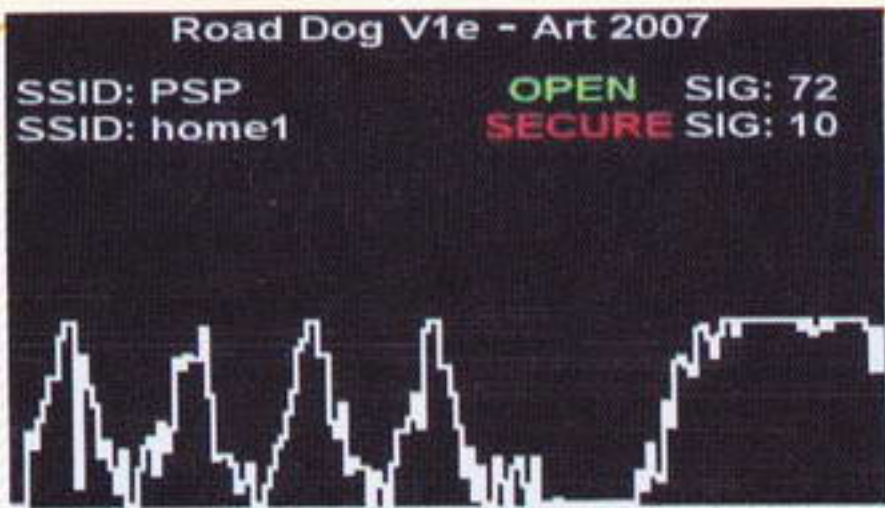 Road Dog V1e - Art 2007
SSID: PSP OPEN SIG: 72
SSID: home1 SECURE SIG: 10